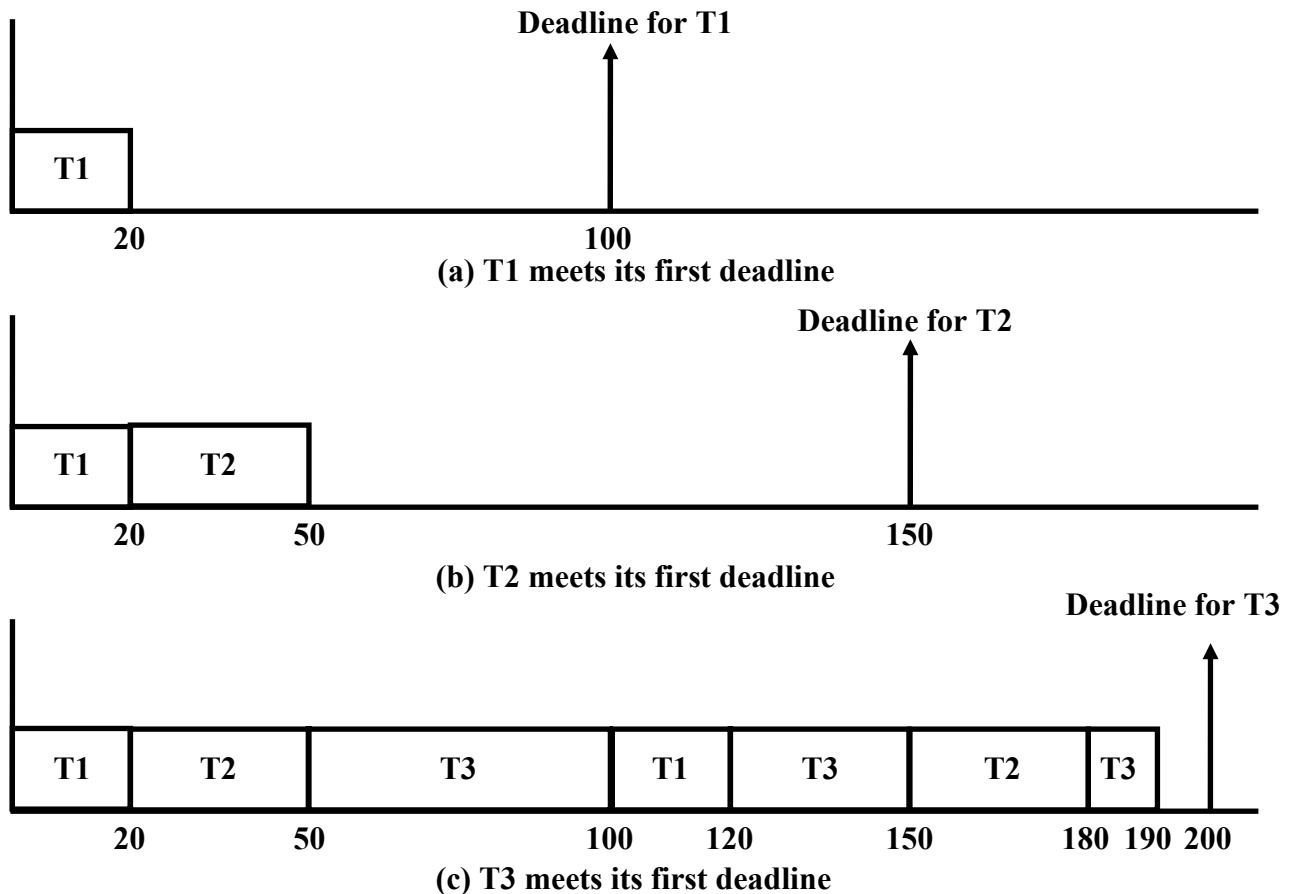 Deadline for T1
T1
20 100
(a) T1 meets its first deadline
Deadline for T2
T1 T2
20 50 150
(b) T2 meets its first deadline
Deadline for T3
T1 T2 T3 T1 T3 T2 T3
20 50 100 120 150 180 190 200
(c) T3 meets its first deadline